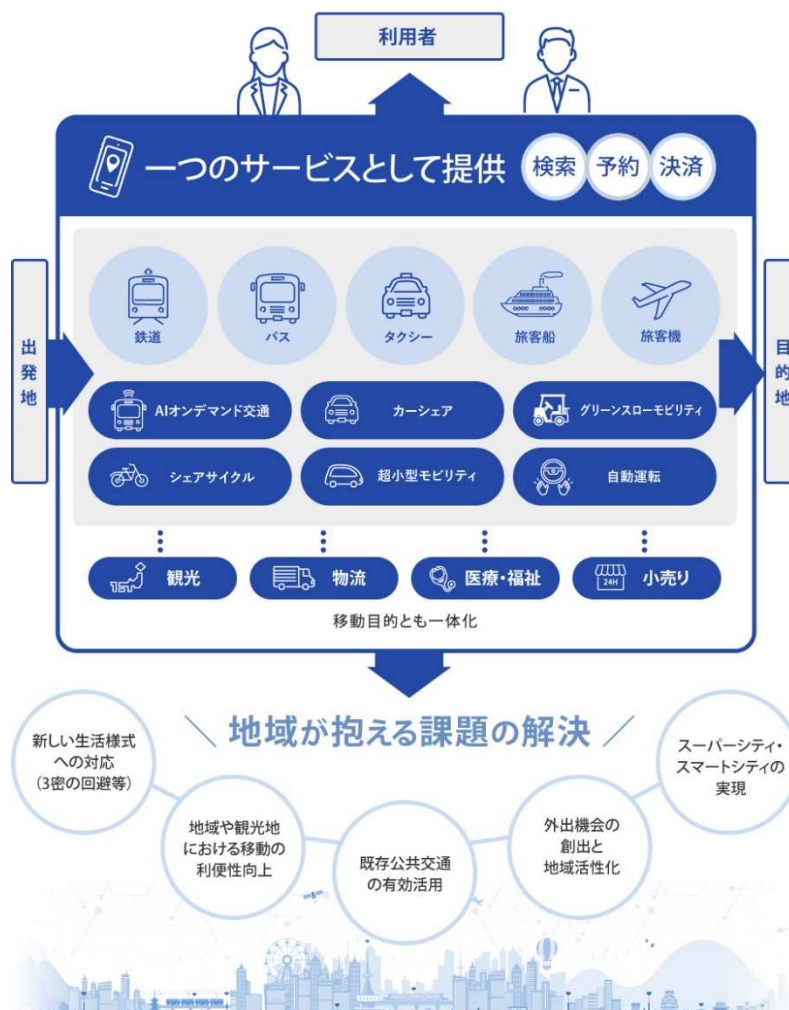 利用者
一つのサービスとして提供
検索
予約
決済
出発地
目的地
鉄道
バス
タクシー
旅客船
旅客機
AIオンデマンド交通
カーシェア
グリーンスローモビリティ
シェアサイクル
超小型モビリティ
自動運転
観光
物流
24H
医療・福祉
小売り
移動目的とも一体化
地域が抱える課題の解決
新しい生活様式
への対応
(3密の回避等)
地域や観光地
における移動の
利便性向上
既存公共交通
の有効活用
外出機会の
創出と
地域活性化
スーパーシティ・
スマートシティの
実現